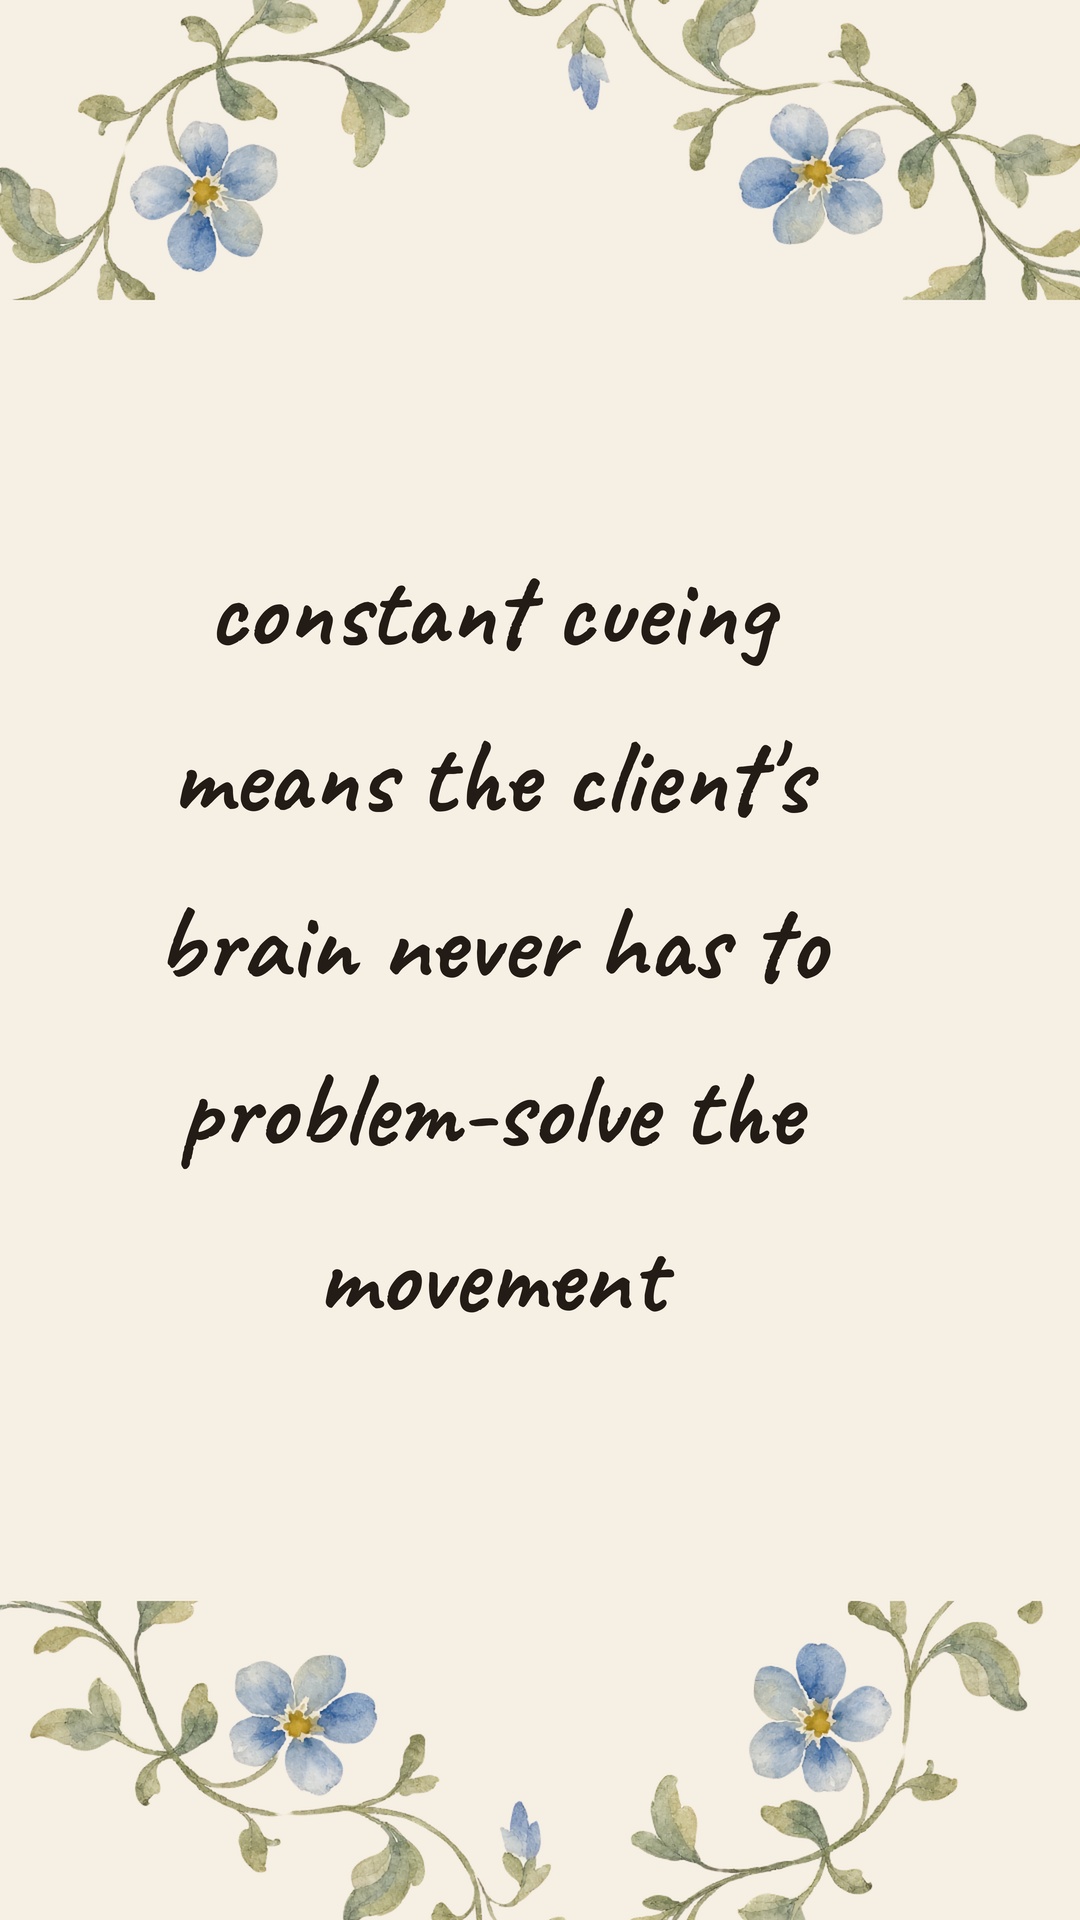 constant cueing
means the client's
brain never has to
problem-solve the
movement